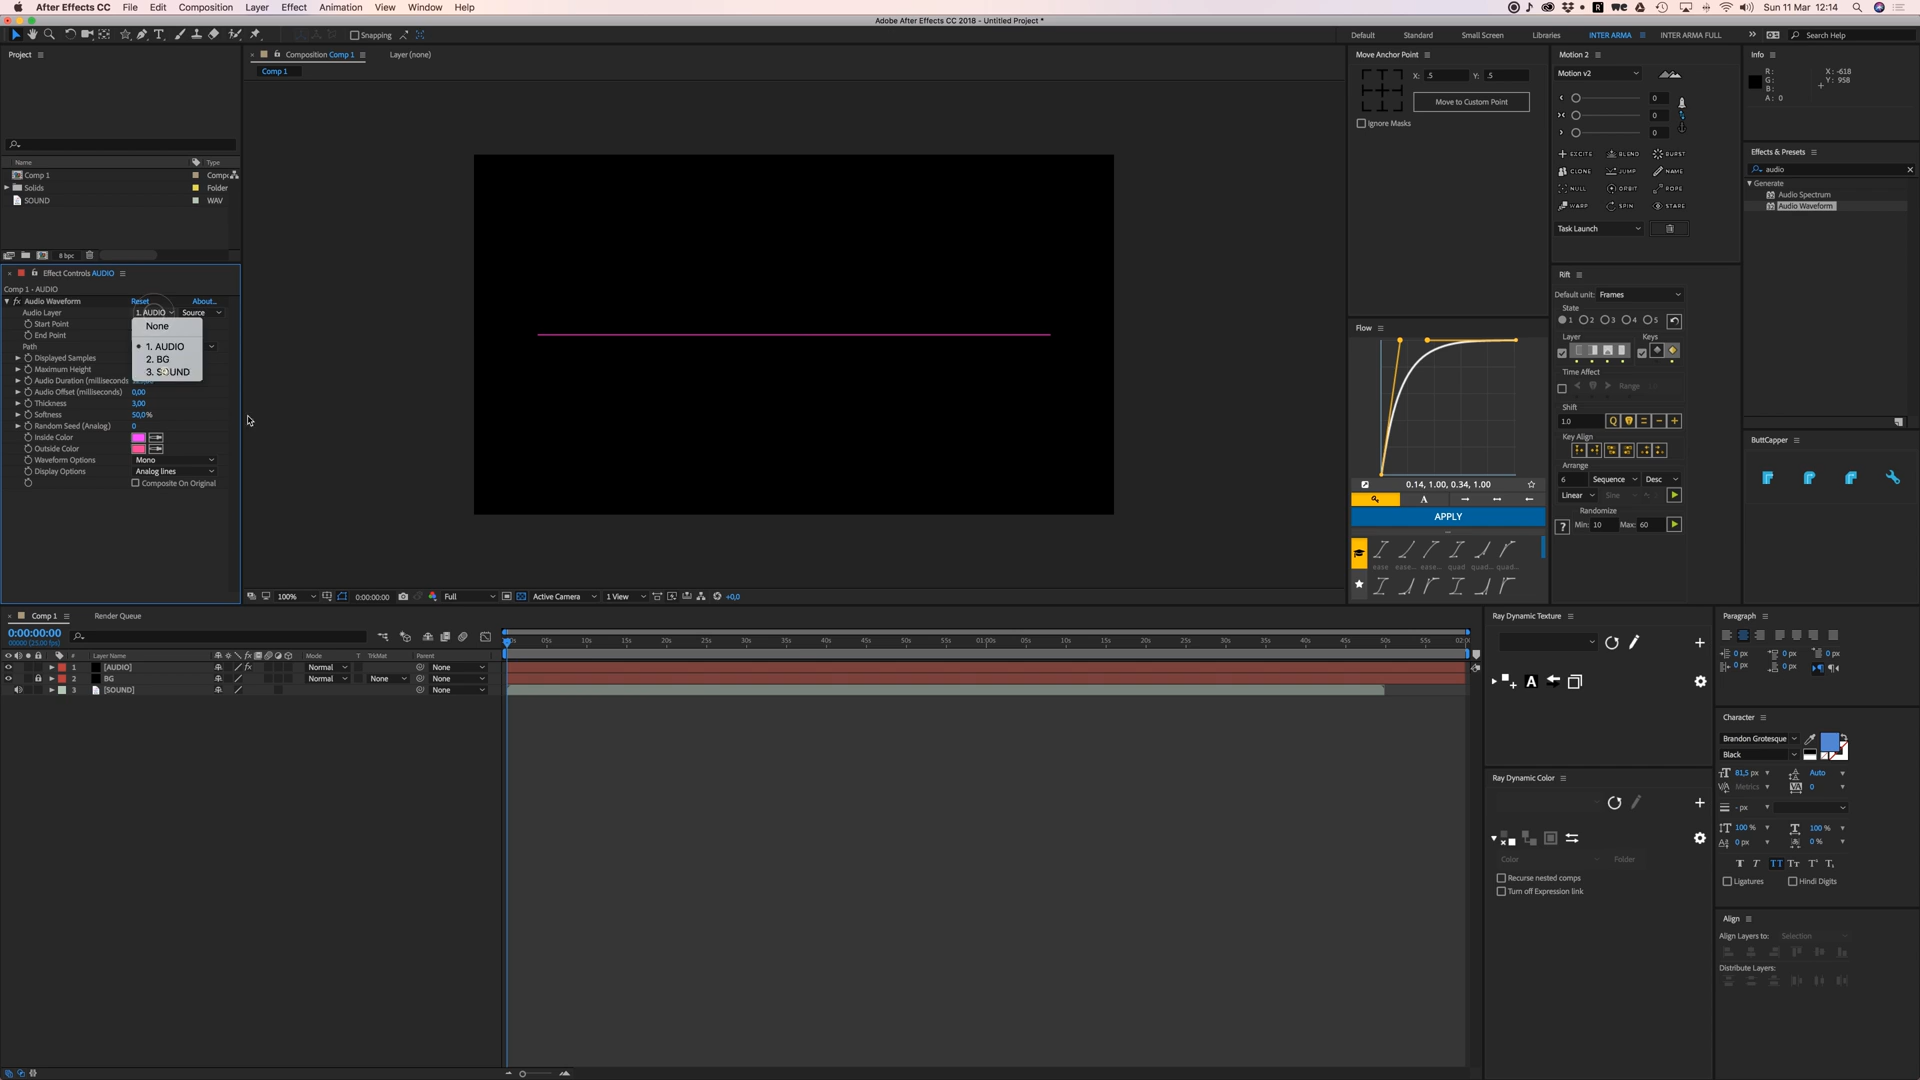 After Effects CC File Edit Composition Layer Effect Animation View Window Help
Sun 11 Mar 12:14
Adobe After Effects CC 2018 - Untitled Project *
Snapping
Default Standard Small Screen Libraries INTER ARMA INTER ARMA FULL
Search Help
Project
Composition Comp 1
Layer (none)
Comp 1
Name Type
Comp 1
Solids Folder
SOUND WAV
8 bpc
Effect Controls AUDIO
Comp 1 • AUDIO
Audio Waveform Reset About...
Audio Layer 1. AUDIO Source
Start Point
End Point
Path
Displayed Samples
Maximum Height
Audio Duration (milliseconds
Audio Offset (milliseconds) 0,00
Thickness 3,00
Softness 50,0%
Random Seed (Analog) 0
Inside Color
Outside Color
Waveform Options Mono
Display Options Analog lines
Composite On Original
None
1. AUDIO
2. BG
3. SOUND
100% 0:00:00:00 Full Active Camera 1 View +0,0
Move Anchor Point
X: .5 Y: .5
Move to Custom Point
Ignore Masks
Flow
0.14, 1.00, 0.34, 1.00
A
APPLY
ease ease... ease... quad quad... quad...
Motion 2
Motion v2
0
0
0
EXCITE BLEND BURST
CLONE JUMP NAME
NULL ORBIT ROPE
WARP SPIN STARE
Task Launch
Rift
Default unit: Frames
State
1 2 3 4 5
Layer Keys
Time Affect
Range
Shift
1.0 Q
Key Align
Arrange
6 Sequence Desc
Linear Sine
Randomize
? Min: 10 Max: 60
Info
R: X: -618
G: Y: 958
B:
A: 0
Effects & Presets
audio
Generate
Audio Spectrum
Audio Waveform
ButtCapper
Comp 1
Render Queue
0:00:00:00
# Layer Name Mode T TrkMat Parent
1 [AUDIO] Normal None
2 BG Normal None None
3 [SOUND] None
05s 10s 15s 20s 25s 30s 35s 40s 45s 50s 55s 01:00s 05s 10s 15s 20s 25s 30s 35s 40s 45s 50s 55s
Ray Dynamic Texture
A
Ray Dynamic Color
Color Folder
Recurse nested comps
Turn off Expression link
Paragraph
0 px 0 px 0 px
0 px 0 px
Character
Brandon Grotesque
Black
81,5 px Auto
Metrics 0
- px
100 % 100 %
0 px 0 %
Ligatures Hindi Digits
Align
Align Layers to: Selection
Distribute Layers: